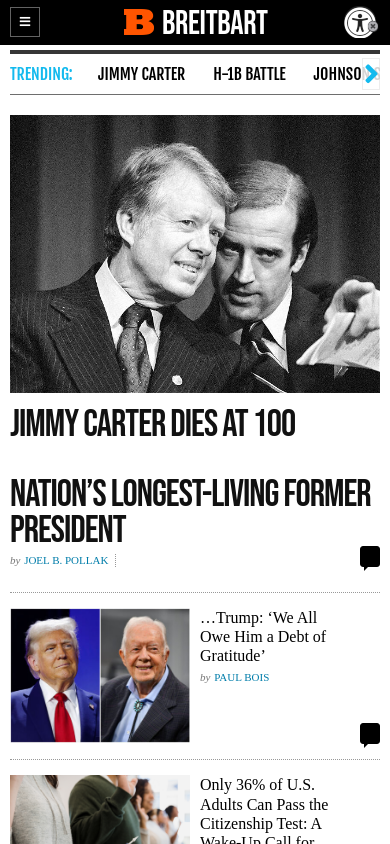 BREITBART
TRENDING:
JIMMY CARTER
H-1B BATTLE
JOHNSO
JIMMY CARTER DIES AT 100
NATION’S LONGEST-LIVING FORMER
PRESIDENT
by JOEL B. POLLAK
…Trump: ‘We All
Owe Him a Debt of
Gratitude’
by PAUL BOIS
Only 36% of U.S.
Adults Can Pass the
Citizenship Test: A
Wake-Up Call for